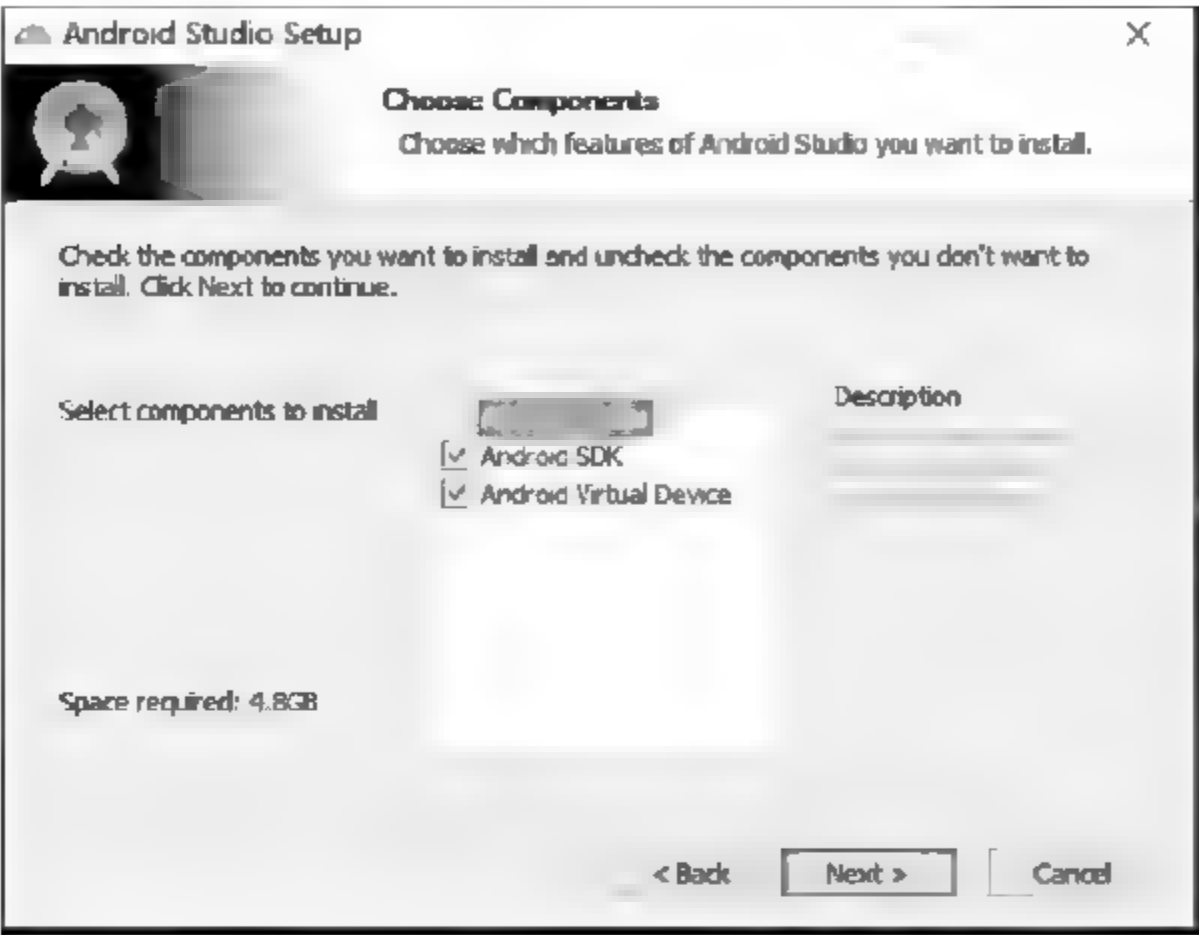 Android Studio Setup
Choose Components
Choose which features of Android Studio you want to install.
Check the components you want to install and uncheck the components you don't want to
install. Click Next to continue.
Select components to install
Description
Android SDK
Android Virtual Device
Space required: 4.8GB
< Back
Next >
Cancel